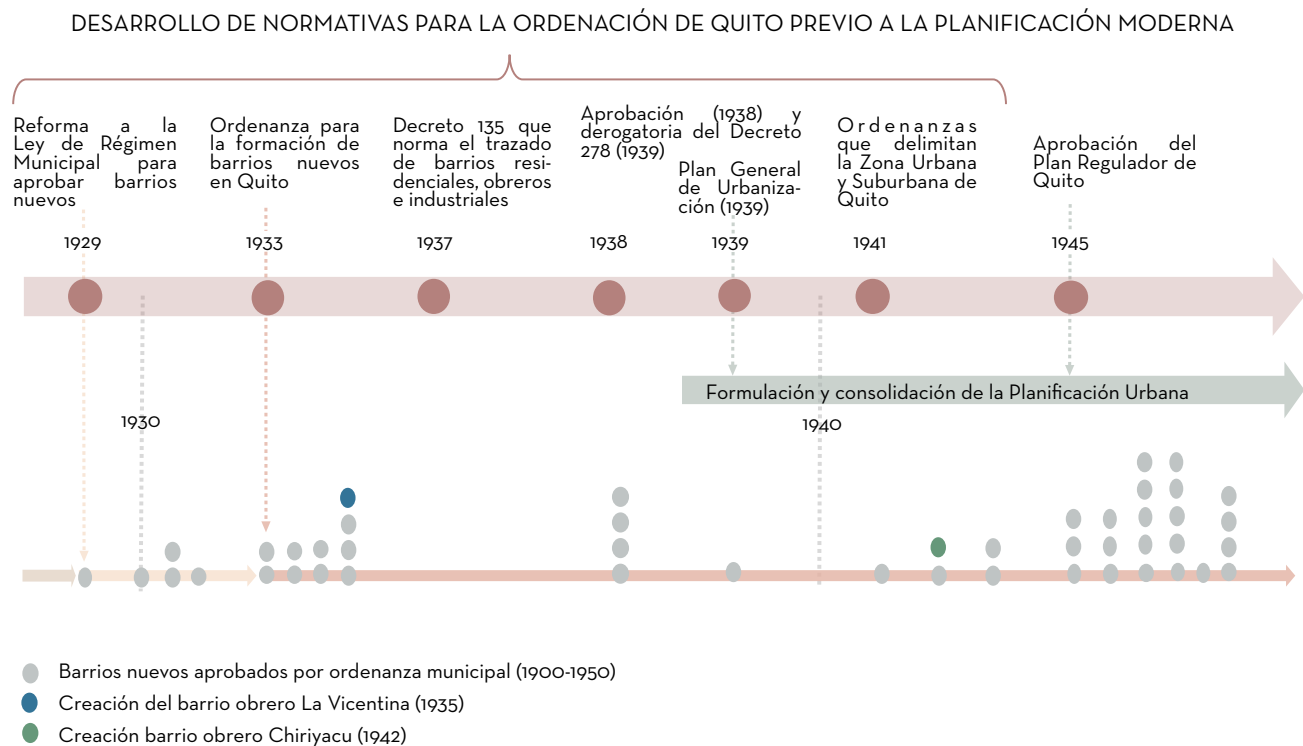 DESARROLLO DE NORMATIVAS PARA LA ORDENACIÓN DE QUITO PREVIO A LA PLANIFICACIÓN MODERNA
Reforma a la
Ley de Régimen
Municipal para
aprobar barrios
nuevos
Ordenanza para
la formación de
barrios nuevos
en Quito
Decreto 135 que
norma el trazado
de barrios resi-
denciales, obreros
e industriales
Aprobación (1938) y
derogatoria del Decreto
278 (1939)
Plan General
de Urbaniza-
ción (1939)
Ordenanzas
que delimitan
la Zona Urbana
y Suburbana de
Quito
Aprobación del
Plan Regulador de
Quito
1929
1933
1937
1938
1939
1941
1945
Formulación y consolidación de la Planificación Urbana
1930
1940
Barrios nuevos aprobados por ordenanza municipal (1900-1950)
Creación del barrio obrero La Vicentina (1935)
Creación barrio obrero Chiriyacu (1942)